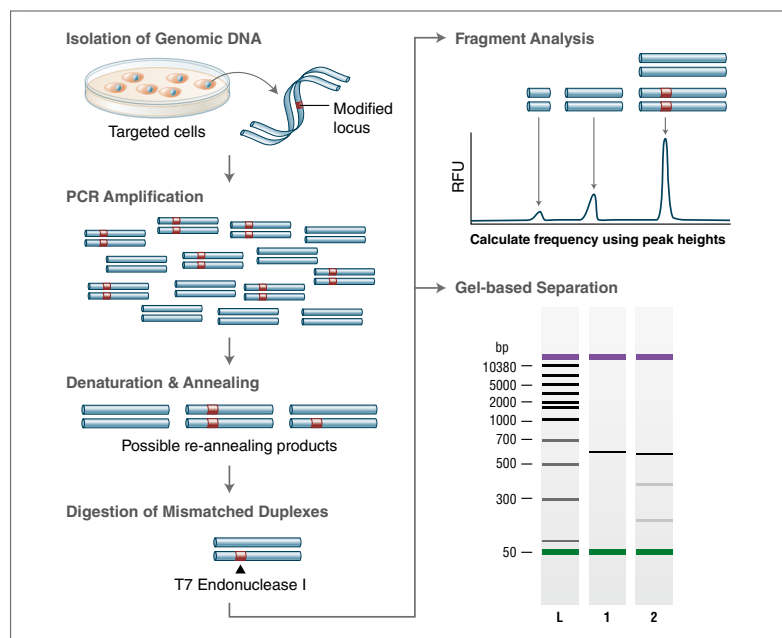 Isolation of Genomic DNA
Targeted cells
Modified
locus
PCR Amplification
Denaturation & Annealing
Possible re-annealing products
Digestion of Mismatched Duplexes
T7 Endonuclease I
Fragment Analysis
RFU
Calculate frequency using peak heights
Gel-based Separation
bp
10380
5000
2000
1000
700
500
300
50
L 1 2